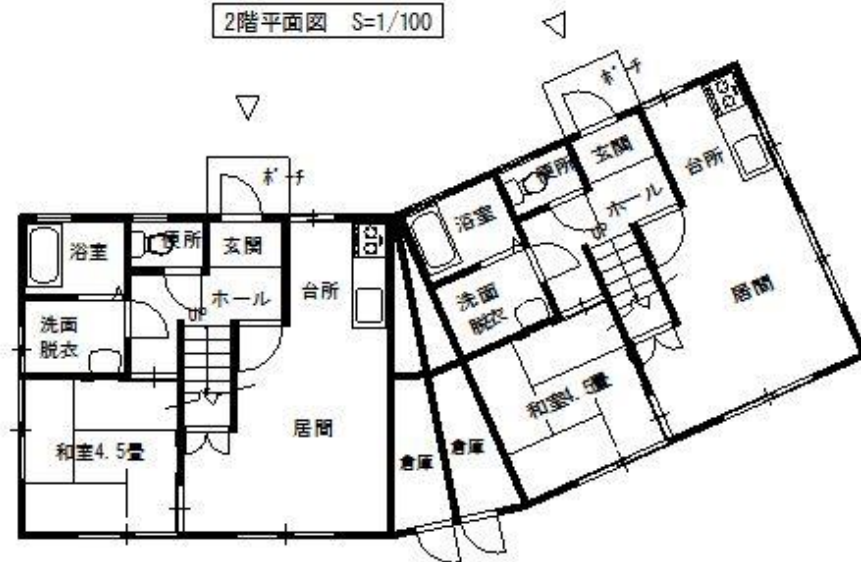 2階平面図 S=1/100
ポーチ
浴室
便所
玄関
台所
ホール
UP
洗面
脱衣
居間
和室4.5畳
倉庫
倉庫
ポーチ
浴室
便所
玄関
台所
ホール
UP
洗面
脱衣
居間
和室4.5畳